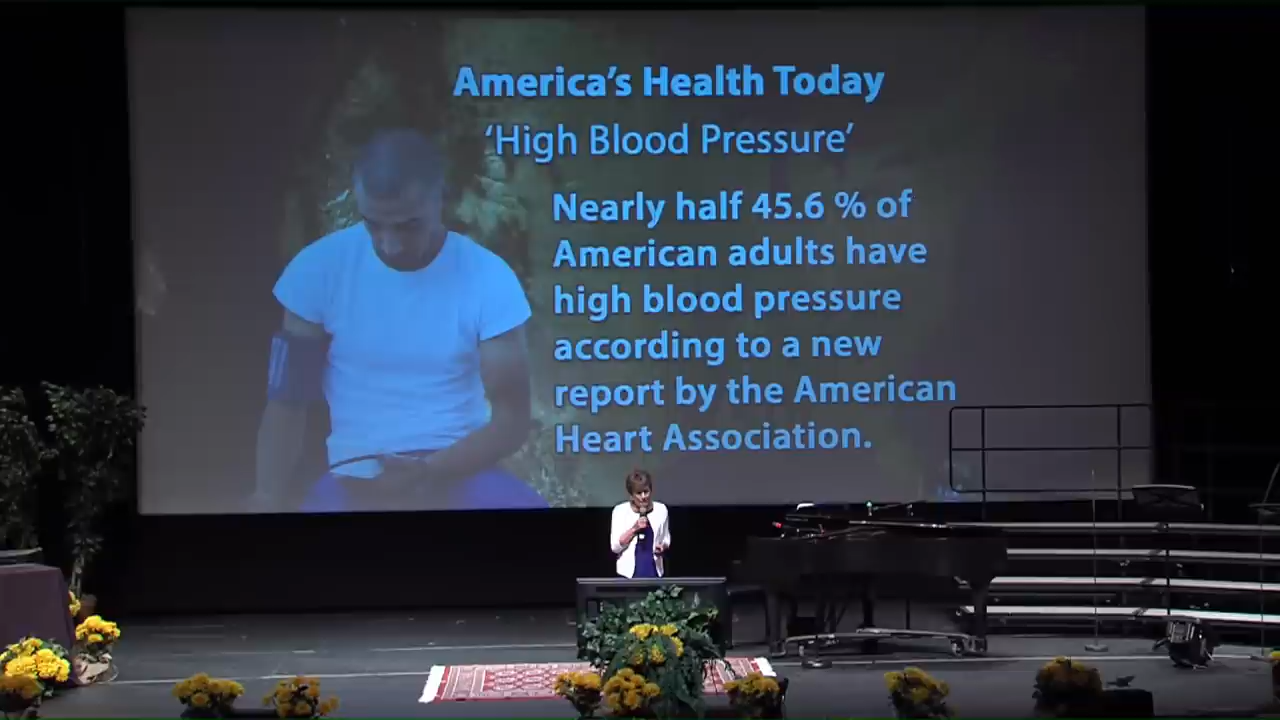 America's Health Today
'High Blood Pressure'
Nearly half 45.6 % of
American adults have
high blood pressure
according to a new
report by the American
Heart Association.